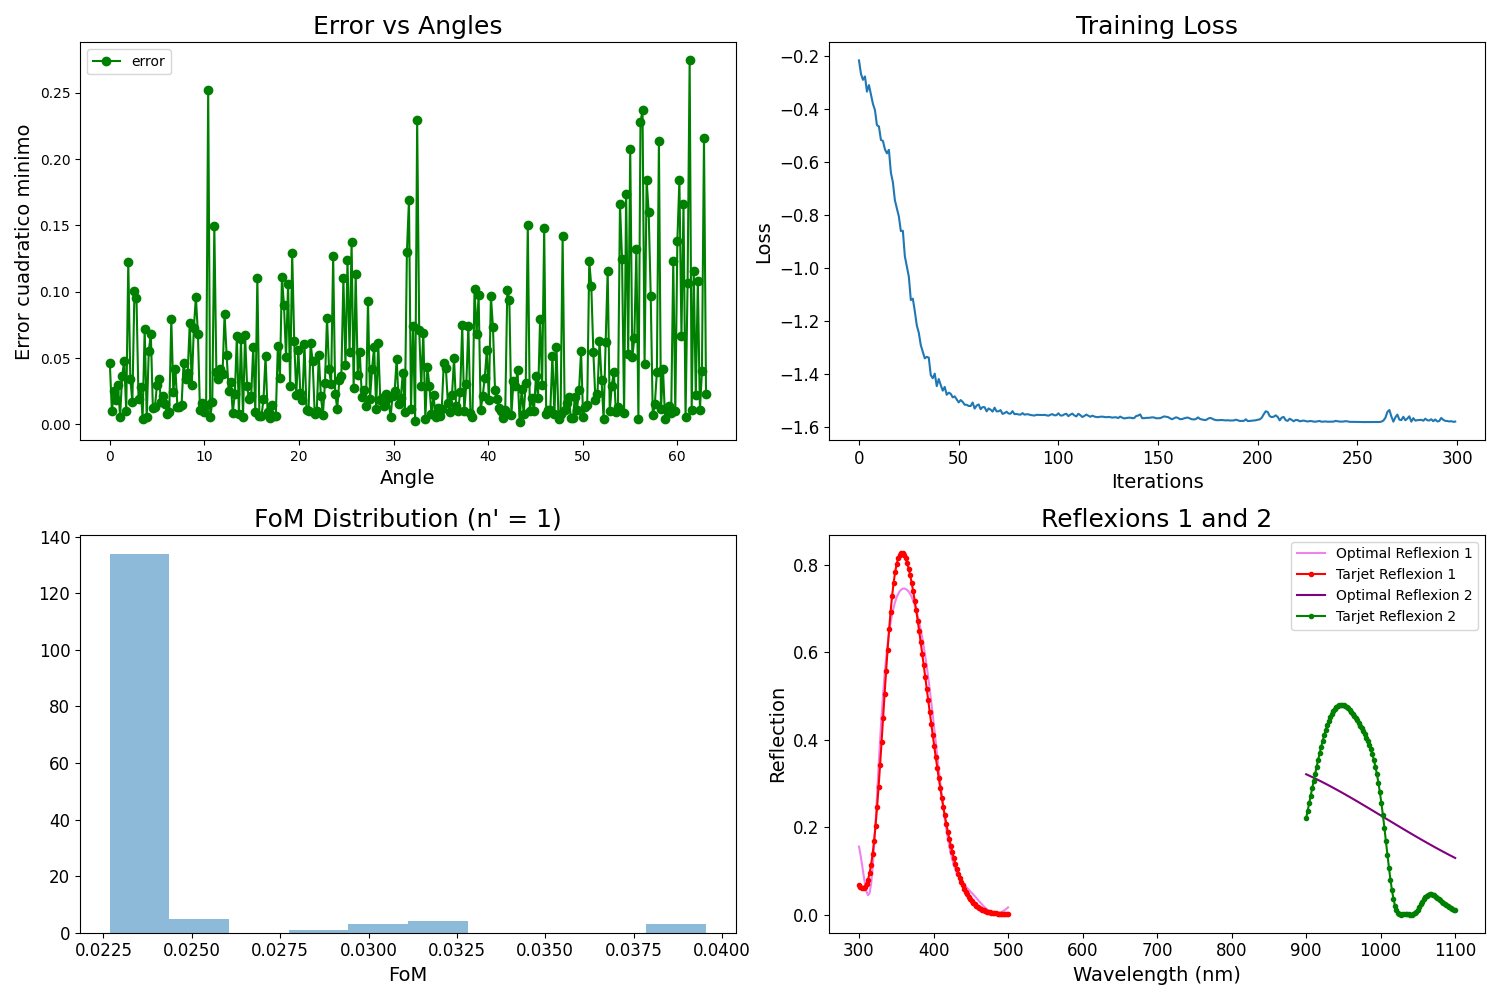 Error vs Angles
error
Error cuadratico minimo
0.25
0.20
0.15
0.10
0.05
0.00
0 10 20 30 40 50 60
Angle
Training Loss
Loss
−0.2
−0.4
−0.6
−0.8
−1.0
−1.2
−1.4
−1.6
0 50 100 150 200 250 300
Iterations
FoM Distribution (n' = 1)
140
120
100
80
60
40
20
0
0.0225 0.0250 0.0275 0.0300 0.0325 0.0350 0.0375 0.0400
FoM
Reflexions 1 and 2
Optimal Reflexion 1
Tarjet Reflexion 1
Optimal Reflexion 2
Tarjet Reflexion 2
Reflection
0.8
0.6
0.4
0.2
0.0
300 400 500 600 700 800 900 1000 1100
Wavelength (nm)